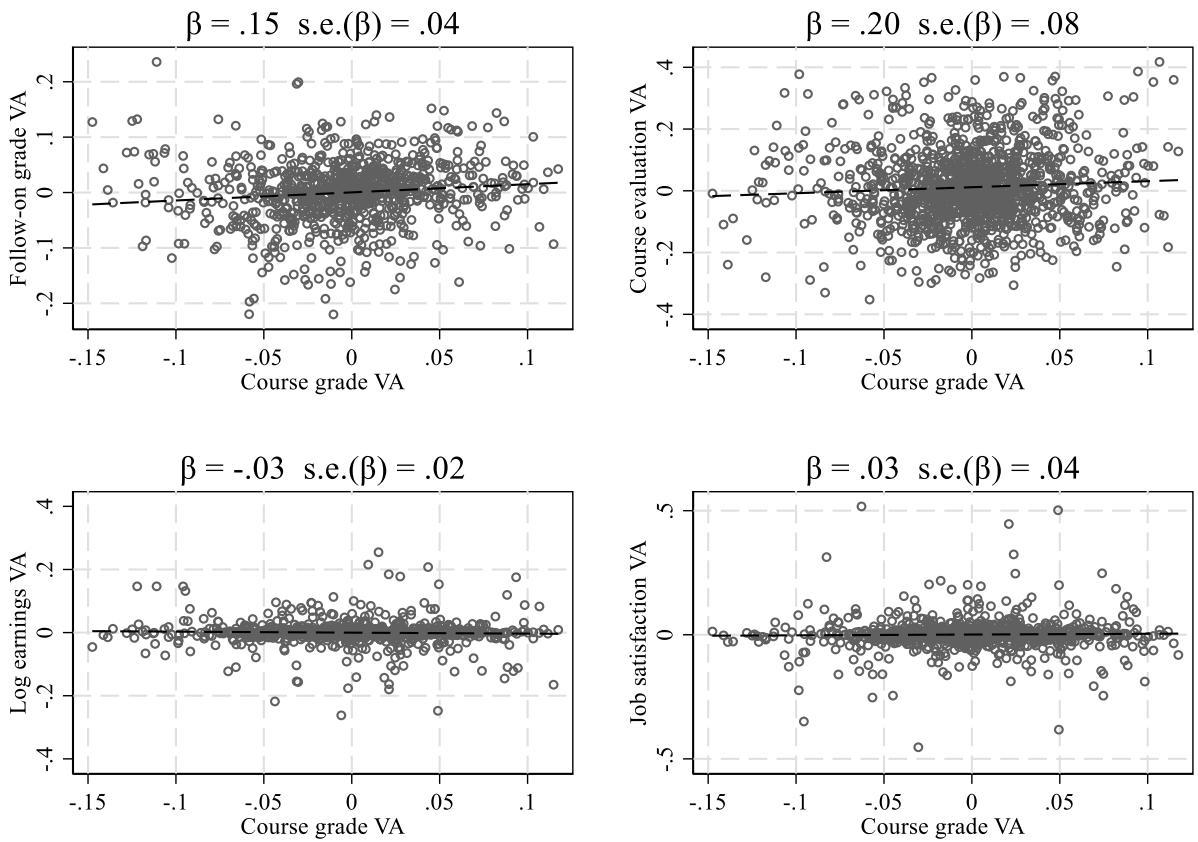 β = .15 s.e.(β) = .04
Follow-on grade VA
.2
.1
0
-.1
-.2
-.15 -.1 -.05 0 .05 .1
Course grade VA
β = .20 s.e.(β) = .08
Course evaluation VA
.4
.2
0
-.2
-.4
-.15 -.1 -.05 0 .05 .1
Course grade VA
β = -.03 s.e.(β) = .02
Log earnings VA
.4
.2
0
-.2
-.4
-.15 -.1 -.05 0 .05 .1
Course grade VA
β = .03 s.e.(β) = .04
Job satisfaction VA
.5
0
-.5
-.15 -.1 -.05 0 .05 .1
Course grade VA